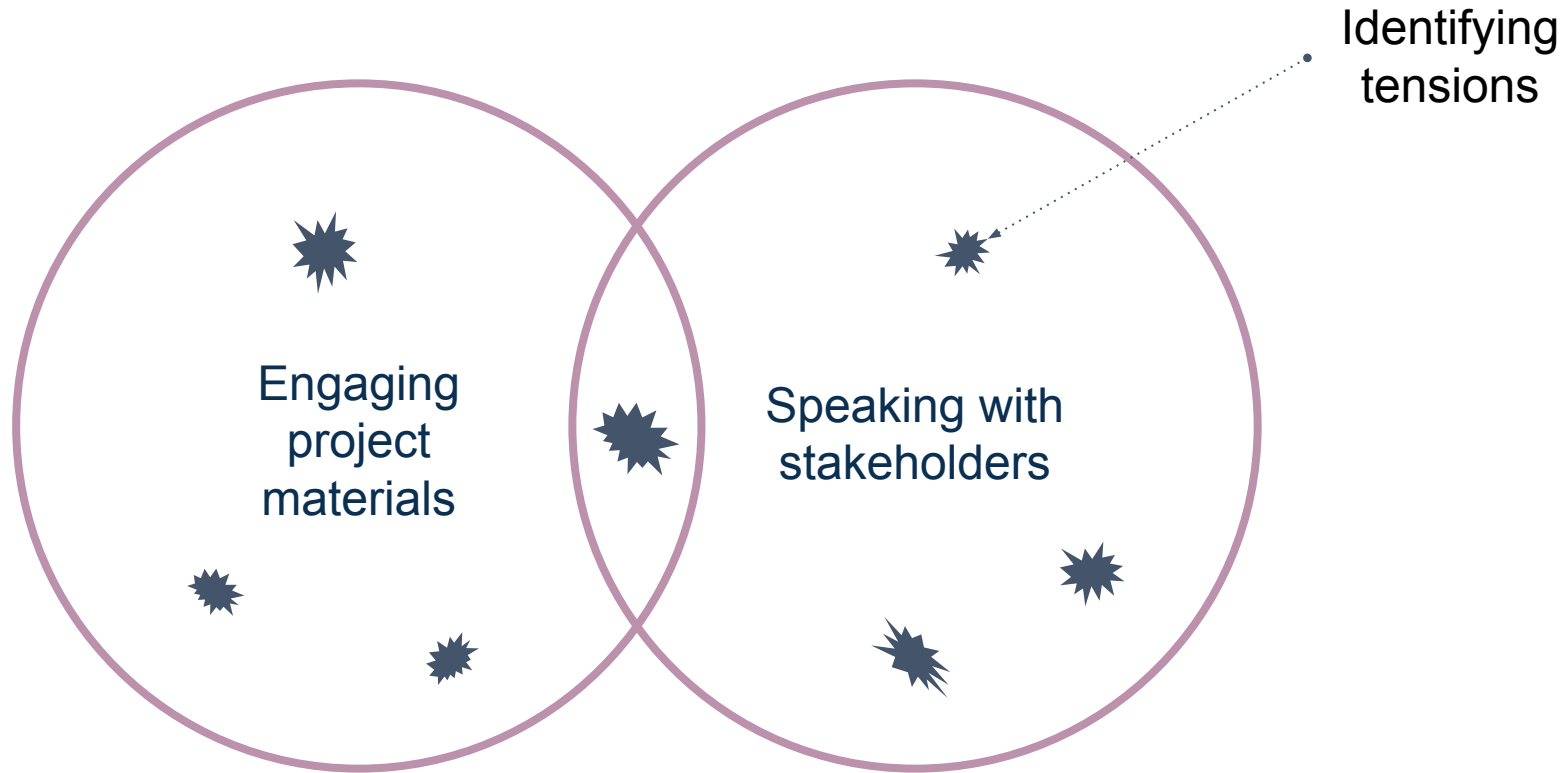 Identifying
tensions
Engaging
project
materials
Speaking with
stakeholders